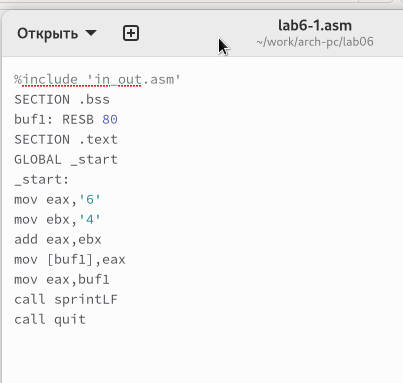 Открыть
lab6-1.asm
~/work/arch-pc/lab06
%include 'in_out.asm'
SECTION .bss
buf1: RESB 80
SECTION .text
GLOBAL _start
_start:
mov eax,'6'
mov ebx,'4'
add eax,ebx
mov [buf1],eax
mov eax,buf1
call sprintLF
call quit